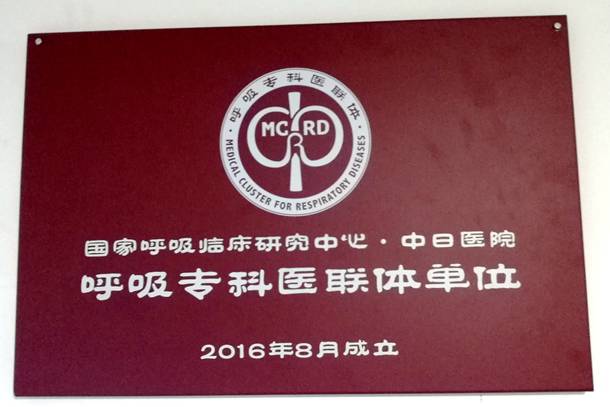 ·呼吸专科医联体·
MCRD
MEDICAL CLUSTER FOR RESPIRATORY DISEASES
国家呼吸临床研究中心·中日医院
呼吸专科医联体单位
2016年8月成立